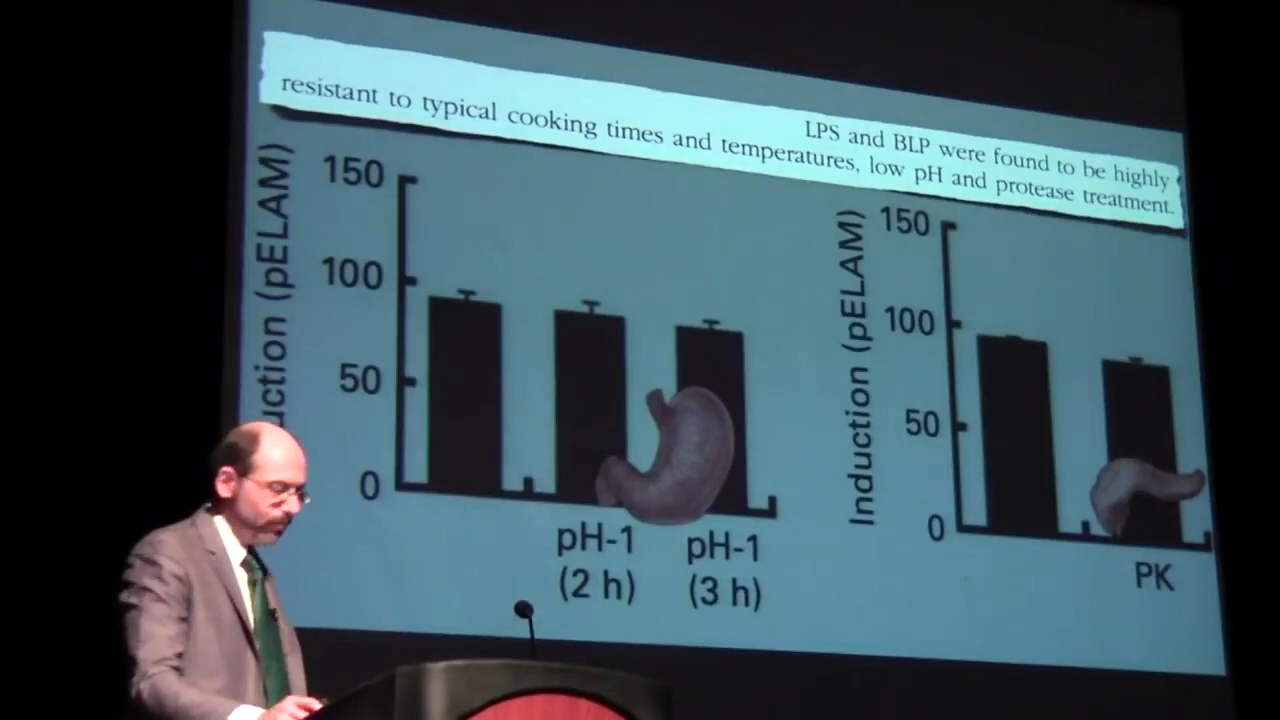 LPS and BLP were found to be highly
resistant to typical cooking times and temperatures, low pH and protease treatment.
uction (pELAM)
150
100
50
0
pH-1
(2 h)
pH-1
(3 h)
Induction (pELAM)
150
100
50
0
PK